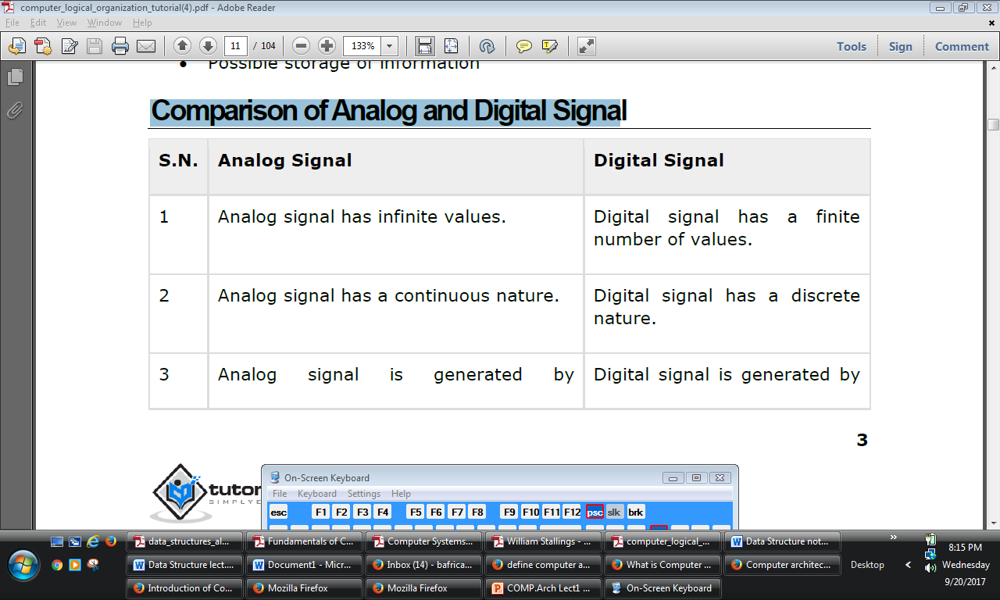 computer_logical_organization_tutorial(4).pdf - Adobe Reader
File Edit View Window Help
11 / 104 133% Tools Sign Comment
• Possible storage of information
Comparison of Analog and Digital Signal
S.N. Analog Signal Digital Signal
1 Analog signal has infinite values. Digital signal has a finite
number of values.
2 Analog signal has a continuous nature. Digital signal has a discrete
nature.
3 Analog signal is generated by Digital signal is generated by
3
tutor
SIMPLYE
On-Screen Keyboard
File Keyboard Settings Help
esc F1 F2 F3 F4 F5 F6 F7 F8 F9 F10 F11 F12 psc slk brk
data_structures_al... Fundamentals of C... Computer Systems... William Stallings - ... computer_logical_... Data Structure not... »
8:15 PM
Data Structure lect... Document1 - Micr... Inbox (14) - bafrica... define computer a... What is Computer ... Computer architec... Desktop
Wednesday
9/20/2017
Introduction of Co... Mozilla Firefox Mozilla Firefox COMP.Arch Lect1 ... On-Screen Keyboard